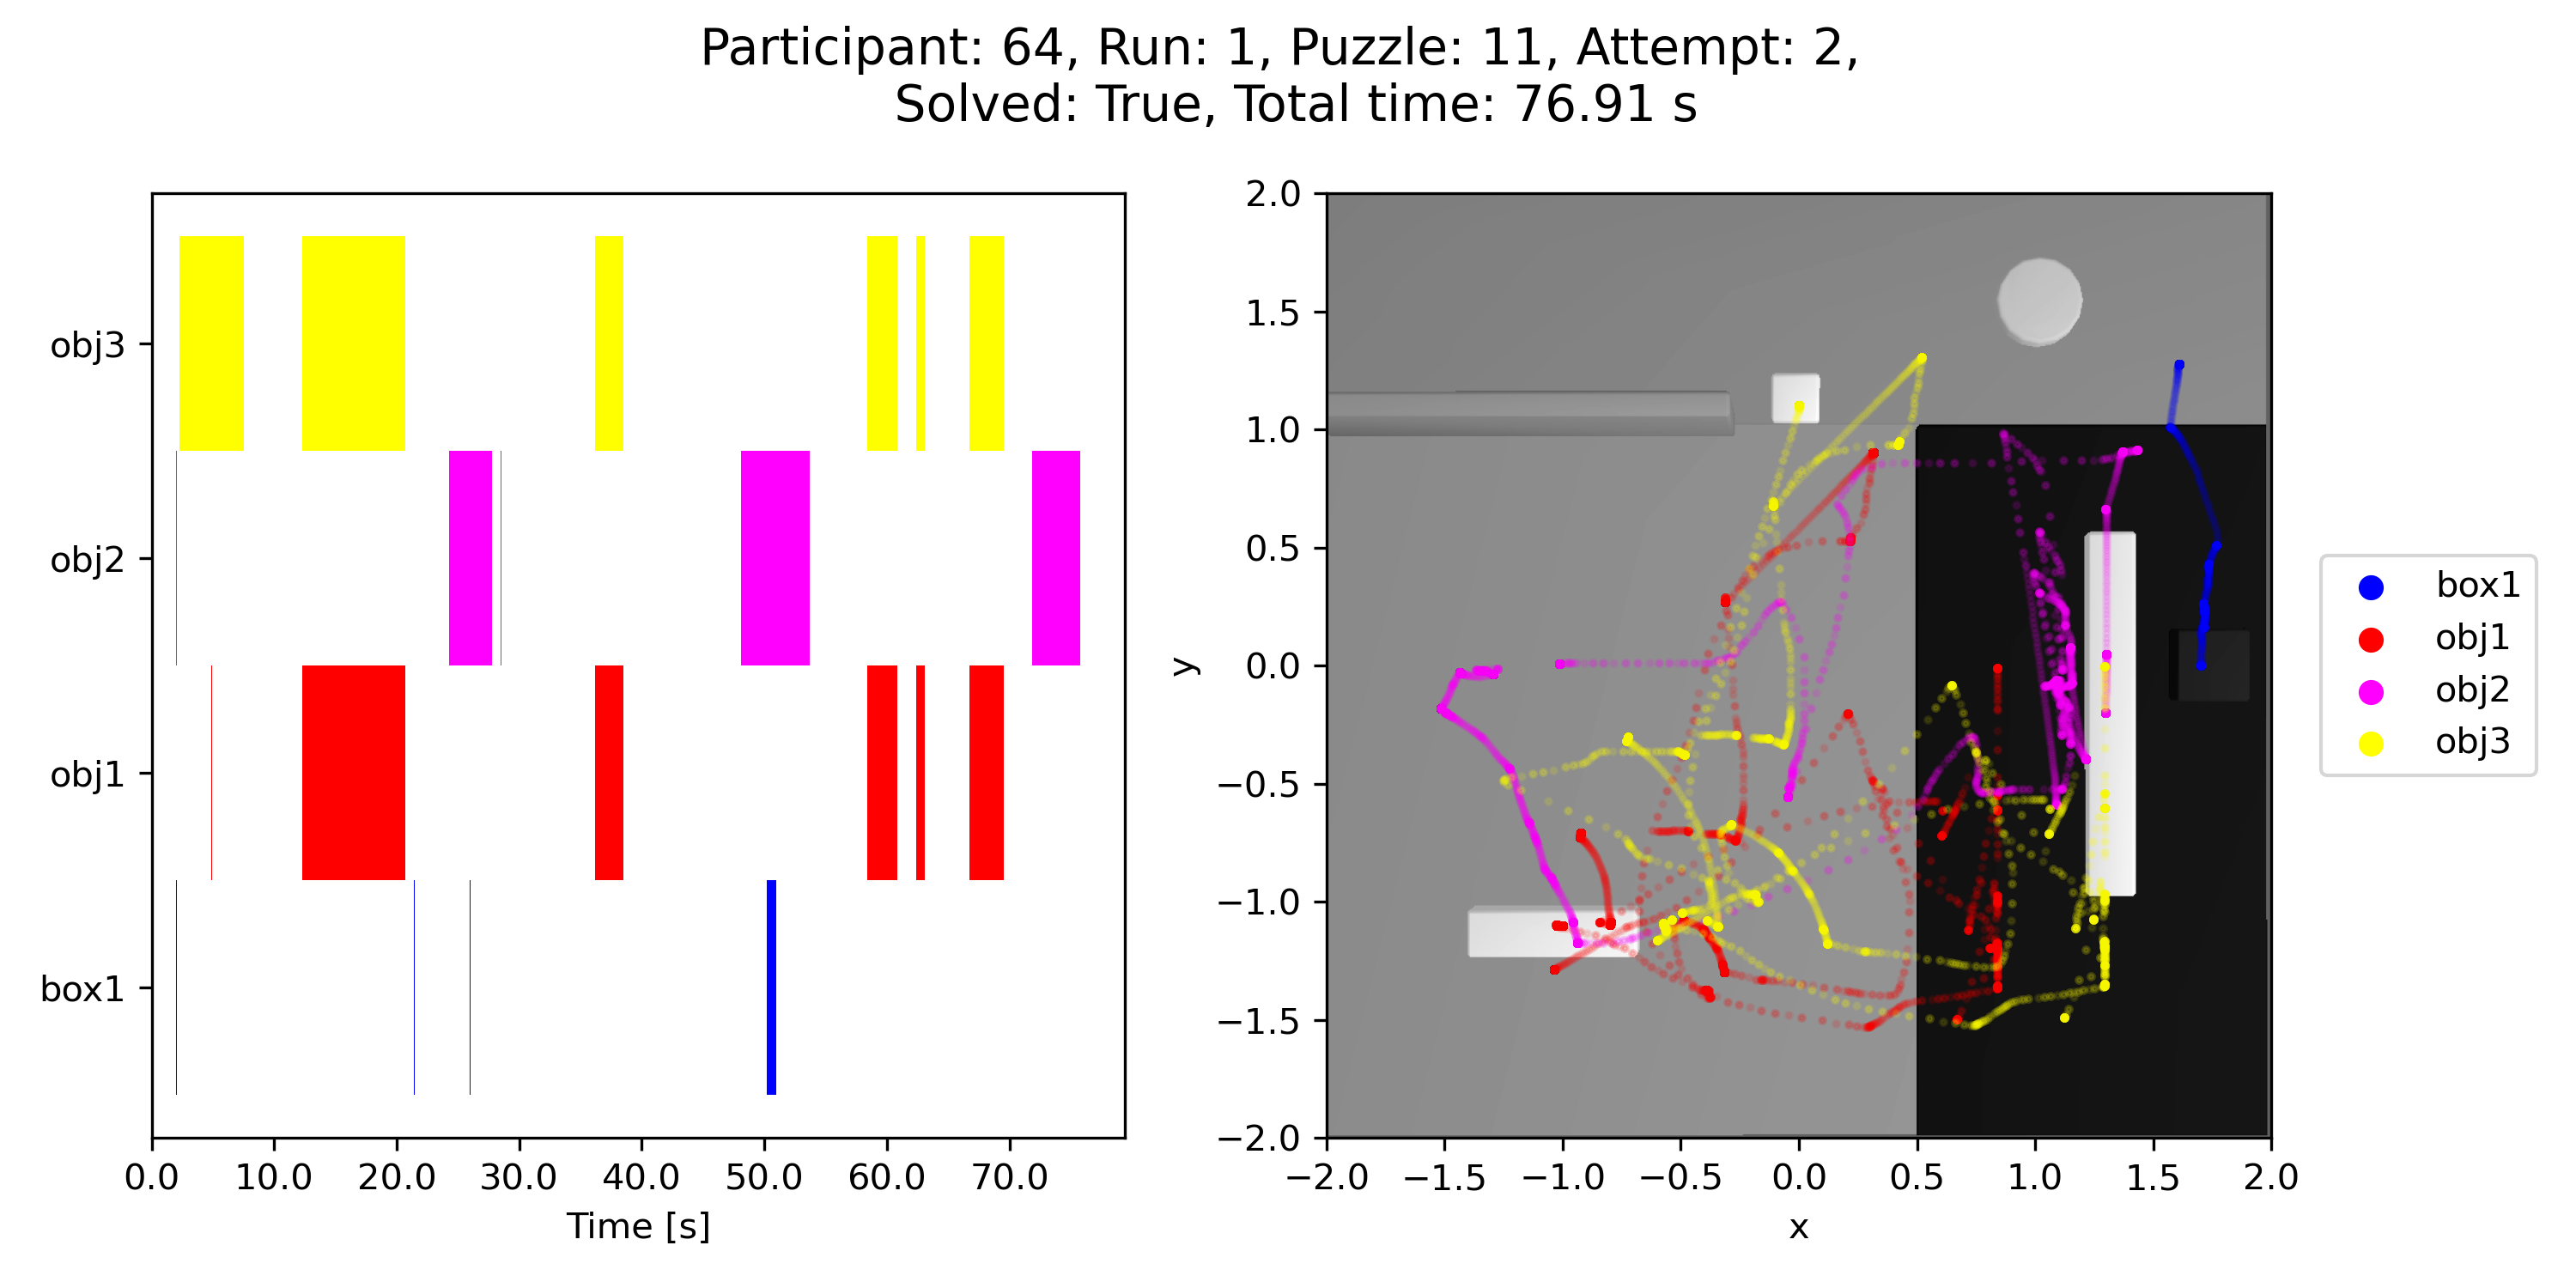 Participant: 64, Run: 1, Puzzle: 11, Attempt: 2,
Solved: True, Total time: 76.91 s
obj3
obj2
obj1
box1
0.0 10.0 20.0 30.0 40.0 50.0 60.0 70.0
Time [s]
2.0
1.5
1.0
0.5
0.0
−0.5
−1.0
−1.5
−2.0
y
−2.0 −1.5 −1.0 −0.5 0.0 0.5 1.0 1.5 2.0
x
box1
obj1
obj2
obj3